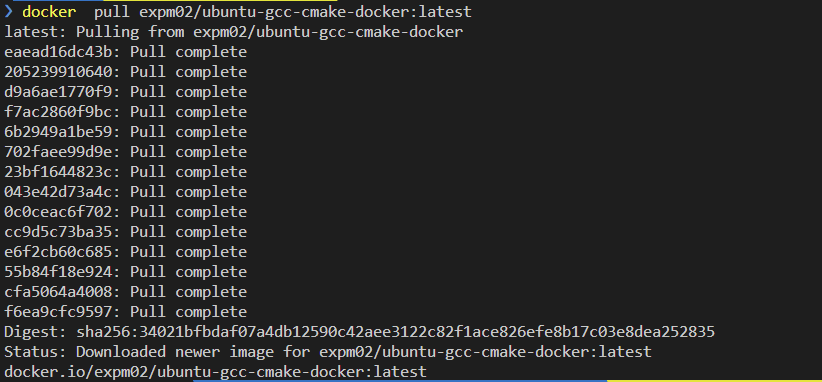 ❯ docker  pull expm02/ubuntu-gcc-cmake-docker:latest
latest: Pulling from expm02/ubuntu-gcc-cmake-docker
eaead16dc43b: Pull complete
205239910640: Pull complete
d9a6ae1770f9: Pull complete
f7ac2860f9bc: Pull complete
6b2949a1be59: Pull complete
702faee99d9e: Pull complete
23bf1644823c: Pull complete
043e42d73a4c: Pull complete
0c0ceac6f702: Pull complete
cc9d5c73ba35: Pull complete
e6f2cb60c685: Pull complete
55b84f18e924: Pull complete
cfa5064a4008: Pull complete
f6ea9cfc9597: Pull complete
Digest: sha256:34021bfbdaf07a4db12590c42aee3122c82f1ace826efe8b17c03e8dea252835
Status: Downloaded newer image for expm02/ubuntu-gcc-cmake-docker:latest
docker.io/expm02/ubuntu-gcc-cmake-docker:latest